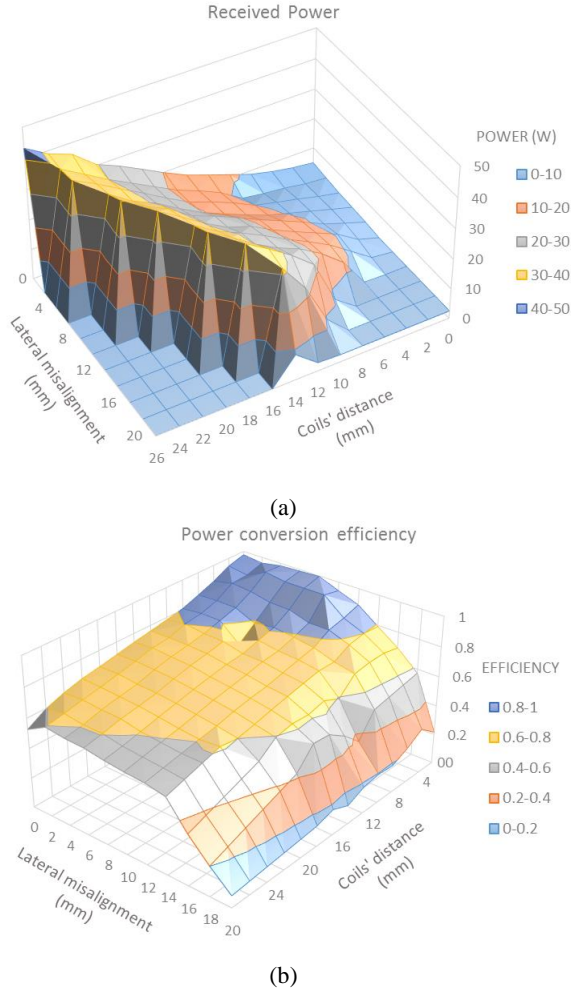 Received Power
POWER (W)
50
40
30
20
10
0
0-10
10-20
20-30
30-40
40-50
0
4
8
12
16
20
Lateral misalignment
(mm)
26 24 22 20 18 16 14 12 10 8 6 4 2 0
Coils' distance
(mm)
(a)
Power conversion efficiency
1
0.8
0.6
0.4
0.2
0
EFFICIENCY
0.8-1
0.6-0.8
0.4-0.6
0.2-0.4
0-0.2
0 2 4 6 8 10 12 14 16 18 20
Lateral misalignment
(mm)
24
20
16
12
8
4
0
Coils' distance
(mm)
(b)